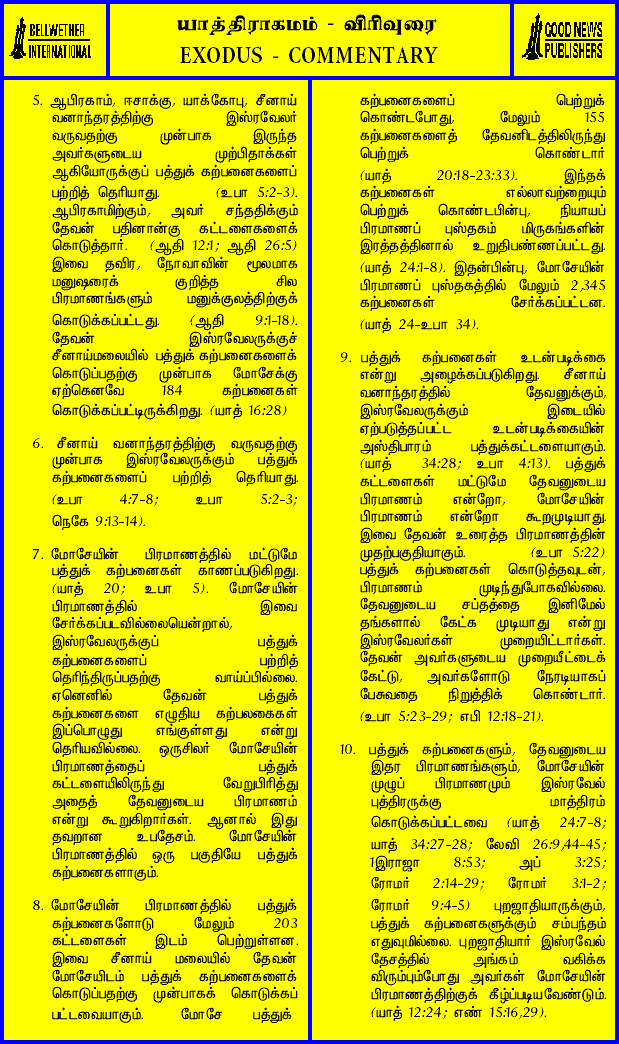 BELLWETHER
INTERNATIONAL
யாத்திராகமம் - விரிவுரை
EXODUS - COMMENTARY
GOOD NEWS
PUBLISHERS
5. ஆபிரகாம், ஈசாக்கு, யாக்கோபு, சீனாய்
வனாந்தரத்திற்கு இஸ்ரவேலர்
வருவதற்கு முன்பாக இருந்த
அவர்களுடைய முற்பிதாக்கள்
ஆகியோருக்குப் பத்துக் கற்பனைகளைப்
பற்றித் தெரியாது. (உபா 5:2-3).
ஆபிரகாமிற்கும், அவர் சந்ததிக்கும்
தேவன் பதினான்கு கட்டளைகளைக்
கொடுத்தார். (ஆதி 12:1; ஆதி 26:5)
இவை தவிர, நோவாவின் மூலமாக
மனுஷரைக் குறித்த சில
பிரமாணங்களும் மனுக்குலத்திற்குக்
கொடுக்கப்பட்டது. (ஆதி 9:1-18).
தேவன் இஸ்ரவேலருக்குச்
சீனாய்மலையில் பத்துக் கற்பனைகளைக்
கொடுப்பதற்கு முன்பாக மோசேக்கு
ஏற்கெனவே 184 கற்பனைகள்
கொடுக்கப்பட்டிருக்கிறது. (யாத் 16:28)
6. சீனாய் வனாந்தரத்திற்கு வருவதற்கு
முன்பாக இஸ்ரவேலருக்கும் பத்துக்
கற்பனைகளைப் பற்றித் தெரியாது.
(உபா 4:7-8; உபா 5:2-3;
நெகே 9:13-14).
7. மோசேயின் பிரமாணத்தில் மட்டுமே
பத்துக் கற்பனைகள் காணப்படுகிறது.
(யாத் 20; உபா 5). மோசேயின்
பிரமாணத்தில் இவை
சேர்க்கப்படவில்லையென்றால்,
இஸ்ரவேலருக்குப் பத்துக்
கற்பனைகளைப் பற்றித்
தெரிந்திருப்பதற்கு வாய்ப்பில்லை.
ஏனெனில் தேவன் பத்துக்
கற்பனைகளை எழுதிய கற்பலகைகள்
இப்பொழுது எங்குள்ளது என்று
தெரியவில்லை. ஒருசிலர் மோசேயின்
பிரமாணத்தைப் பத்துக்
கட்டளையிலிருந்து வேறுபிரித்து
அதைத் தேவனுடைய பிரமாணம்
என்று கூறுகிறார்கள். ஆனால் இது
தவறான உபதேசம். மோசேயின்
பிரமாணத்தில் ஒரு பகுதியே பத்துக்
கற்பனைகளாகும்.
8. மோசேயின் பிரமாணத்தில் பத்துக்
கற்பனைகளோடு மேலும் 203
கட்டளைகள் இடம் பெற்றுள்ளன.
இவை சீனாய் மலையில் தேவன்
மோசேயிடம் பத்துக் கற்பனைகளைக்
கொடுப்பதற்கு முன்பாகக் கொடுக்கப்
பட்டவையாகும். மோசே பத்துக்
கற்பனைகளைப் பெற்றுக்
கொண்டபோது, மேலும் 155
கற்பனைகளைத் தேவனிடத்திலிருந்து
பெற்றுக் கொண்டார்
(யாத் 20:18-23:33). இந்தக்
கற்பனைகள் எல்லாவற்றையும்
பெற்றுக் கொண்டபின்பு, நியாயப்
பிரமாணப் புஸ்தகம் மிருகங்களின்
இரத்தத்தினால் உறுதிபண்ணப்பட்டது.
(யாத் 24:1-8). இதன்பின்பு, மோசேயின்
பிரமாணப் புஸ்தகத்தில் மேலும் 2,345
கற்பனைகள் சேர்க்கப்பட்டன.
(யாத் 24-உபா 34).
9. பத்துக் கற்பனைகள் உடன்படிக்கை
என்று அழைக்கப்படுகிறது. சீனாய்
வனாந்தரத்தில் தேவனுக்கும்,
இஸ்ரவேலருக்கும் இடையில்
ஏற்படுத்தப்பட்ட உடன்படிக்கையின்
அஸ்திபாரம் பத்துக்கட்டளையாகும்.
(யாத் 34:28; உபா 4:13). பத்துக்
கட்டளைகள் மட்டுமே தேவனுடைய
பிரமாணம் என்றோ, மோசேயின்
பிரமாணம் என்றோ கூறமுடியாது.
இவை தேவன் உரைத்த பிரமாணத்தின்
முதற்பகுதியாகும். (உபா 5:22)
பத்துக் கற்பனைகள் கொடுத்தவுடன்,
பிரமாணம் முடிந்துபோகவில்லை.
தேவனுடைய சப்தத்தை இனிமேல்
தங்களால் கேட்க முடியாது என்று
இஸ்ரவேலர்கள் முறையிட்டார்கள்.
தேவன் அவர்களுடைய முறையீட்டைக்
கேட்டு, அவர்களோடு நேரடியாகப்
பேசுவதை நிறுத்திக் கொண்டார்.
(உபா 5:23-29; எபி 12:18-21).
10. பத்துக் கற்பனைகளும், தேவனுடைய
இதர பிரமாணங்களும், மோசேயின்
முழுப் பிரமாணமும் இஸ்ரவேல்
புத்திரருக்கு மாத்திரம்
கொடுக்கப்பட்டவை (யாத் 24:7-8;
யாத் 34:27-28; லேவி 26:9,44-45;
1இராஜா 8:53; அப் 3:25;
ரோமர் 2:14-29; ரோமர் 3:1-2;
ரோமர் 9:4-5) புறஜாதியாருக்கும்,
பத்துக் கற்பனைகளுக்கும் சம்பந்தம்
எதுவுமில்லை. புறஜாதியார் இஸ்ரவேல்
தேசத்தில் அங்கம் வகிக்க
விரும்பும்போது அவர்கள் மோசேயின்
பிரமாணத்திற்குக் கீழ்ப்படியவேண்டும்.
(யாத் 12:24; எண் 15:16,29).